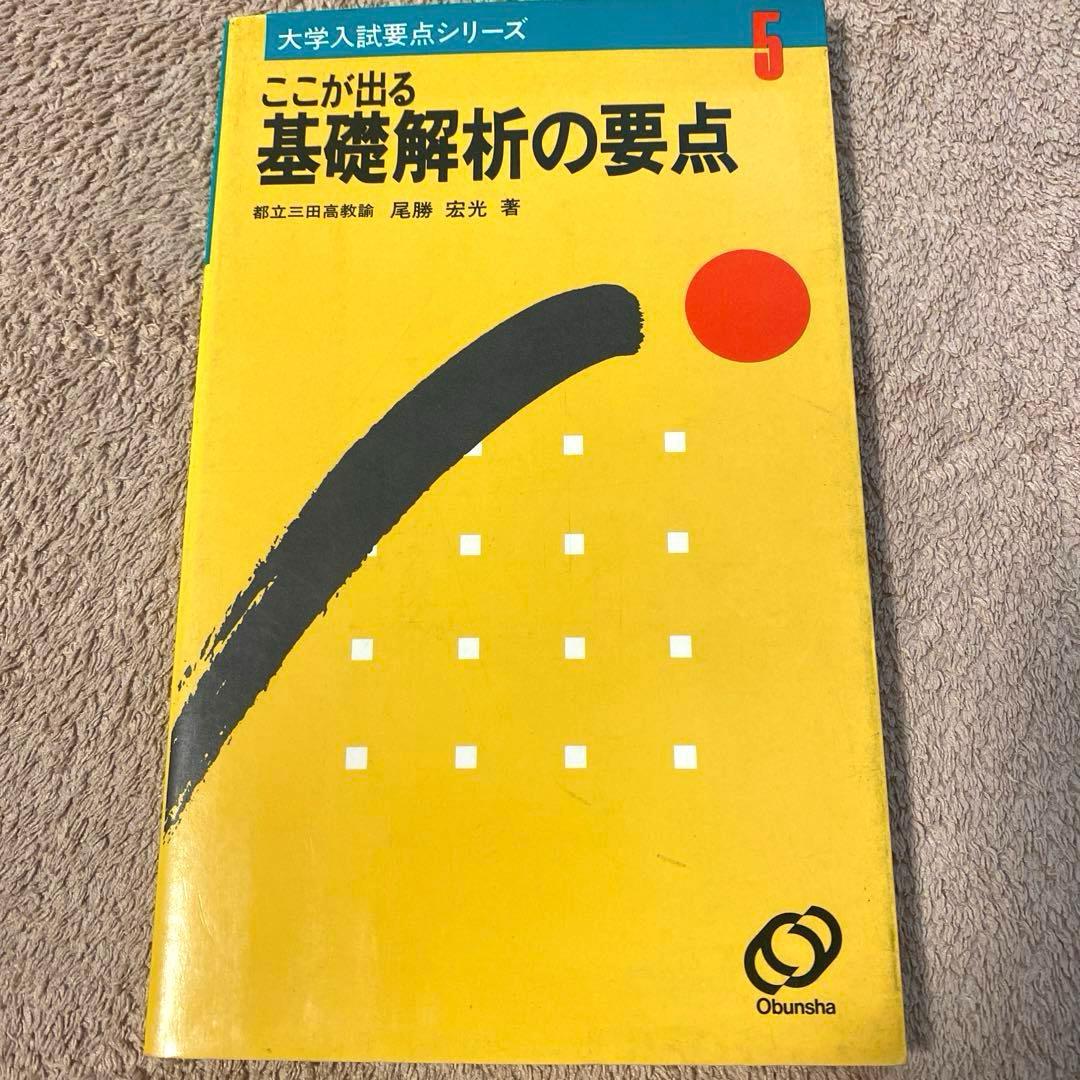 大学入試要点シリーズ
5
ここが出る
基礎解析の要点
都立三田高教諭 尾勝 宏光 著
Obunsha